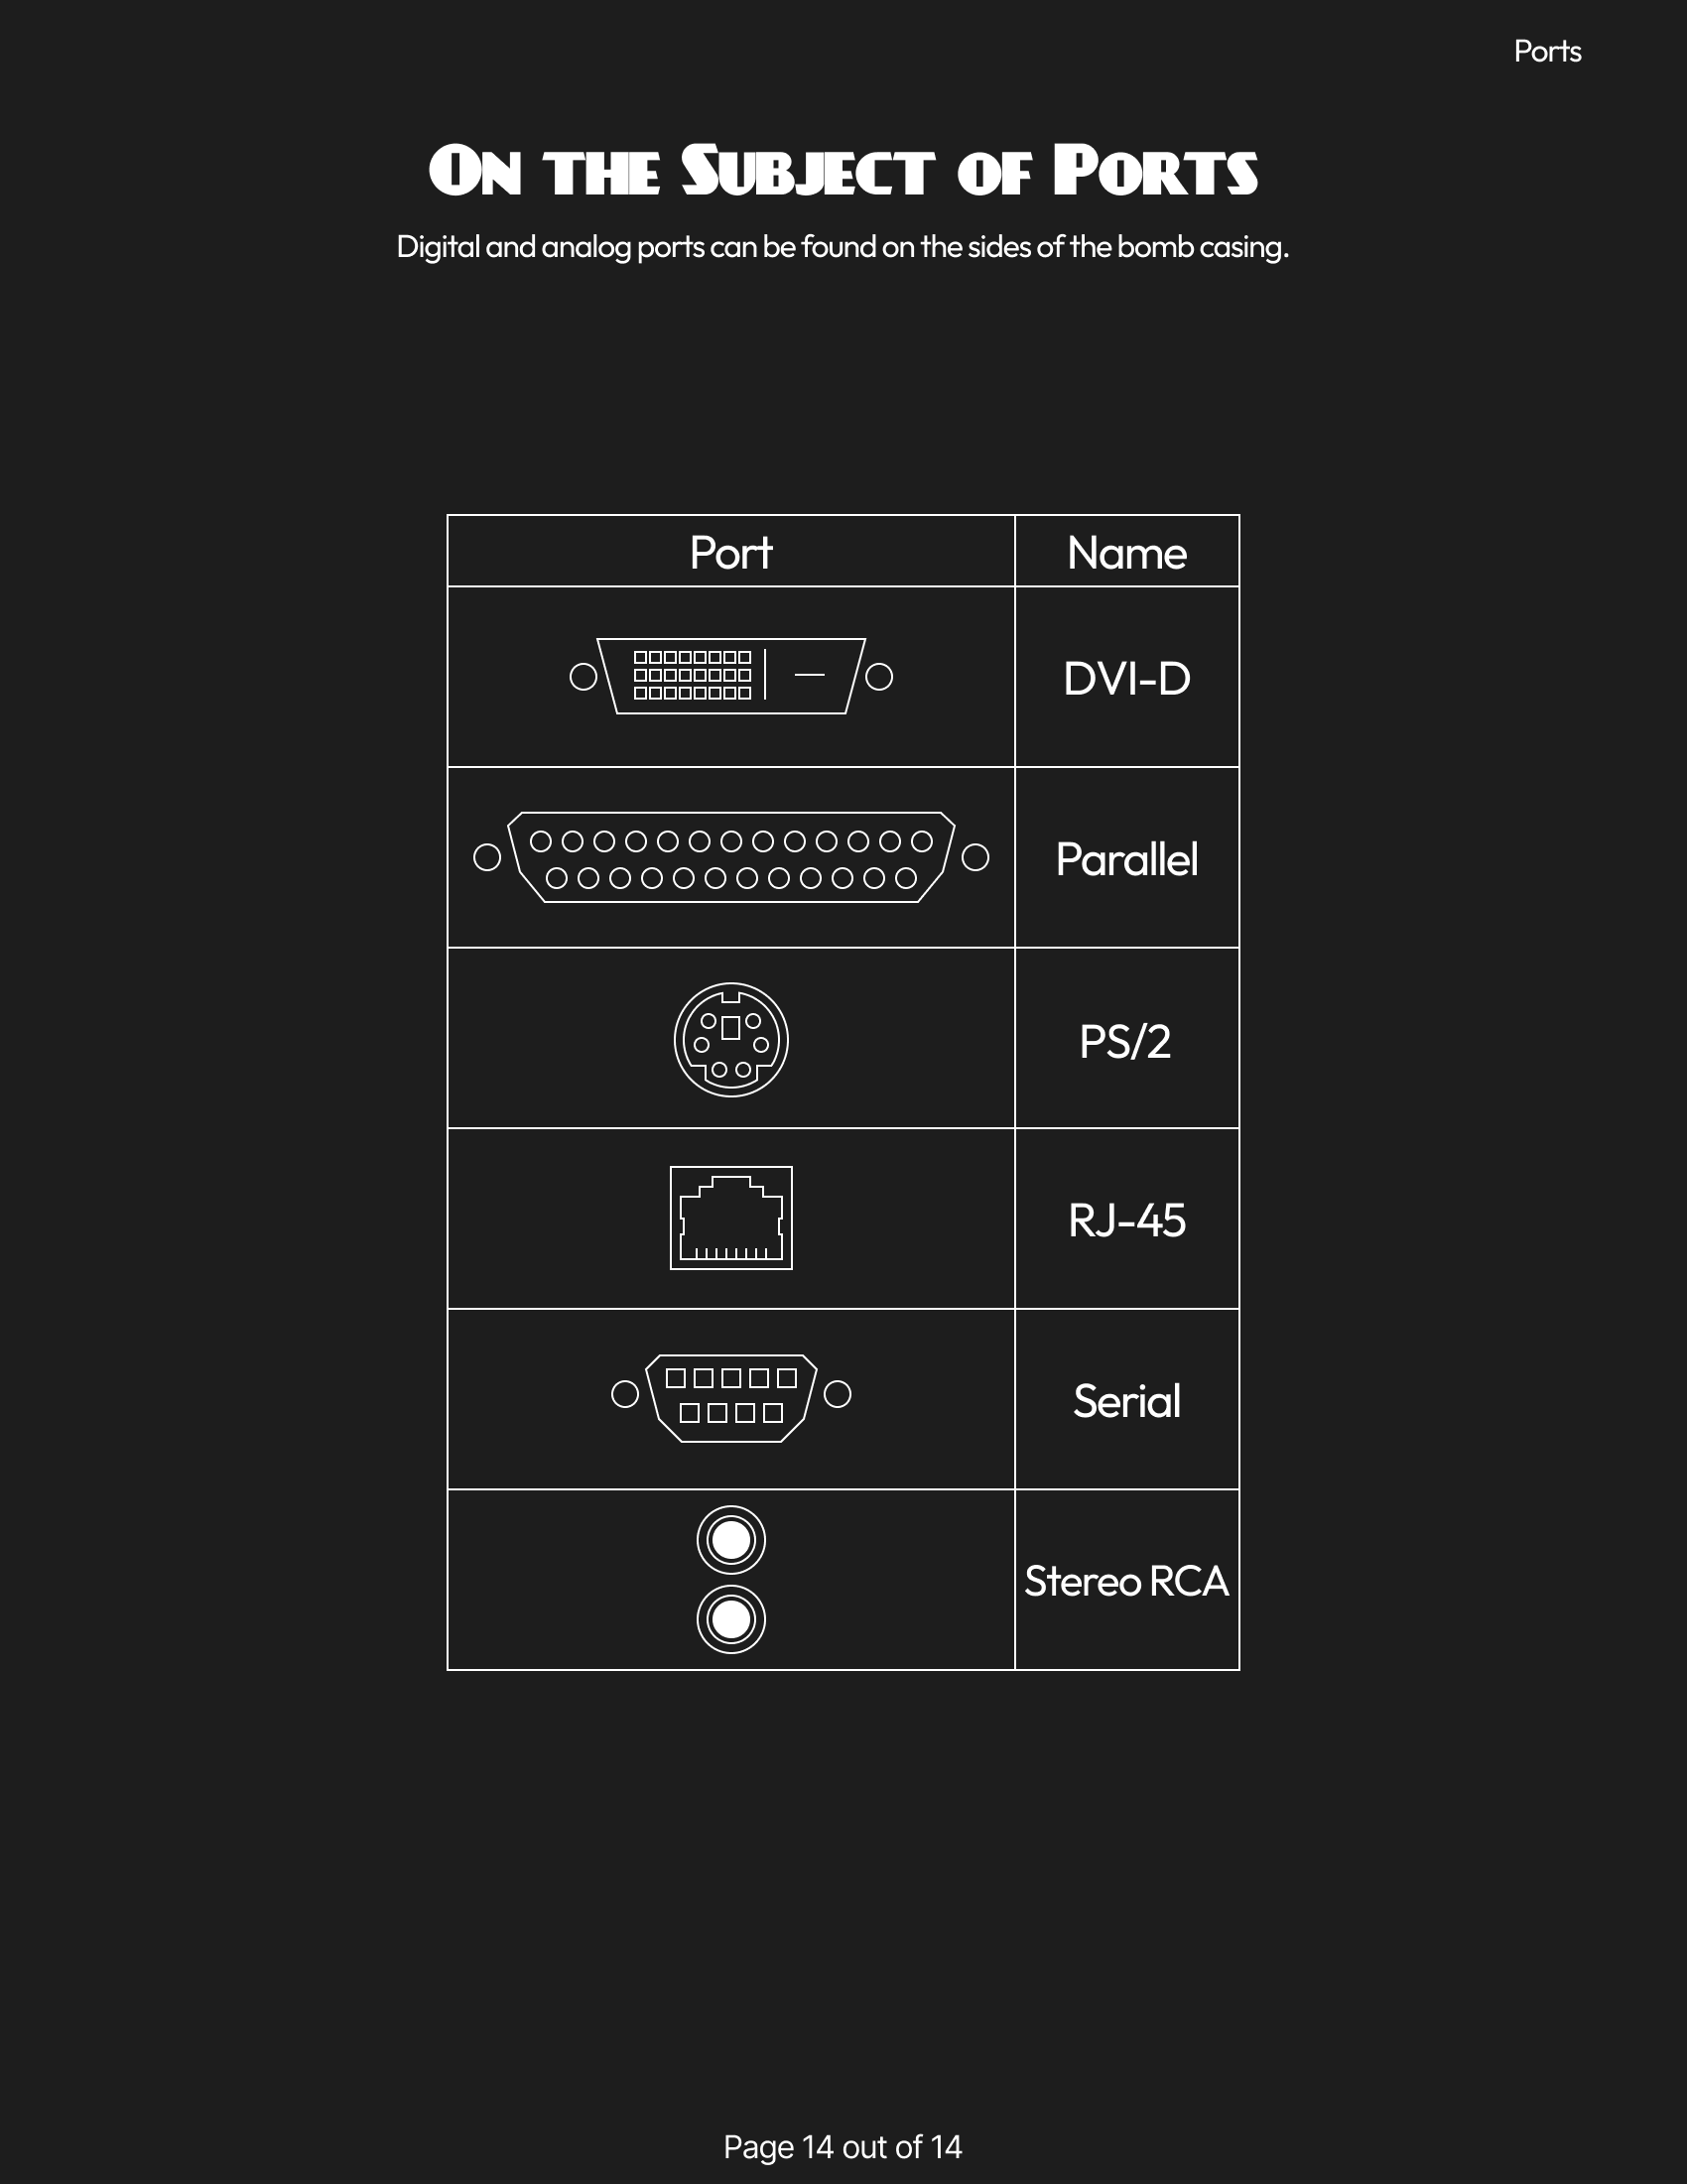 Ports
On the Subject of Ports
Digital and analog ports can be found on the sides of the bomb casing.
Port Name
DVI-D
Parallel
PS/2
RJ-45
Serial
Stereo RCA
Page 14 out of 14